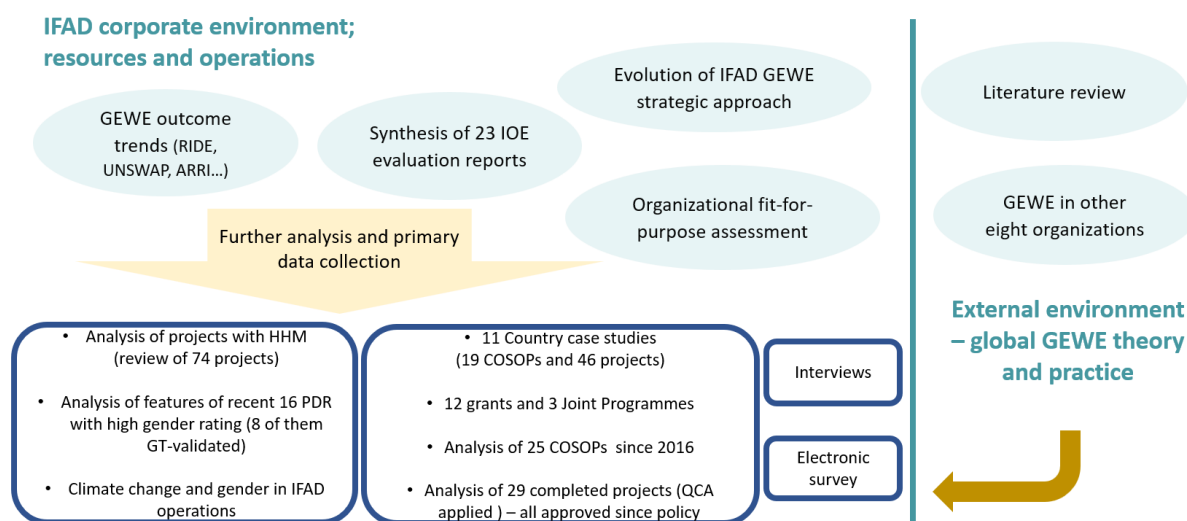 IFAD corporate environment;
resources and operations
GEWE outcome
trends (RIDE,
UNSWAP, ARRI...)
Synthesis of 23 IOE
evaluation reports
Evolution of IFAD GEWE
strategic approach
Organizational fit-for-
purpose assessment
Literature review
GEWE in other
eight organizations
Further analysis and primary
data collection
• Analysis of projects with HHM
(review of 74 projects)
• Analysis of features of recent 16 PDR
with high gender rating (8 of them
GT-validated)
• Climate change and gender in IFAD
operations
• 11 Country case studies
(19 COSOPs and 46 projects)
• 12 grants and 3 Joint Programmes
• Analysis of 25 COSOPs since 2016
• Analysis of 29 completed projects (QCA
applied ) – all approved since policy
Interviews
Electronic
survey
External environment
– global GEWE theory
and practice